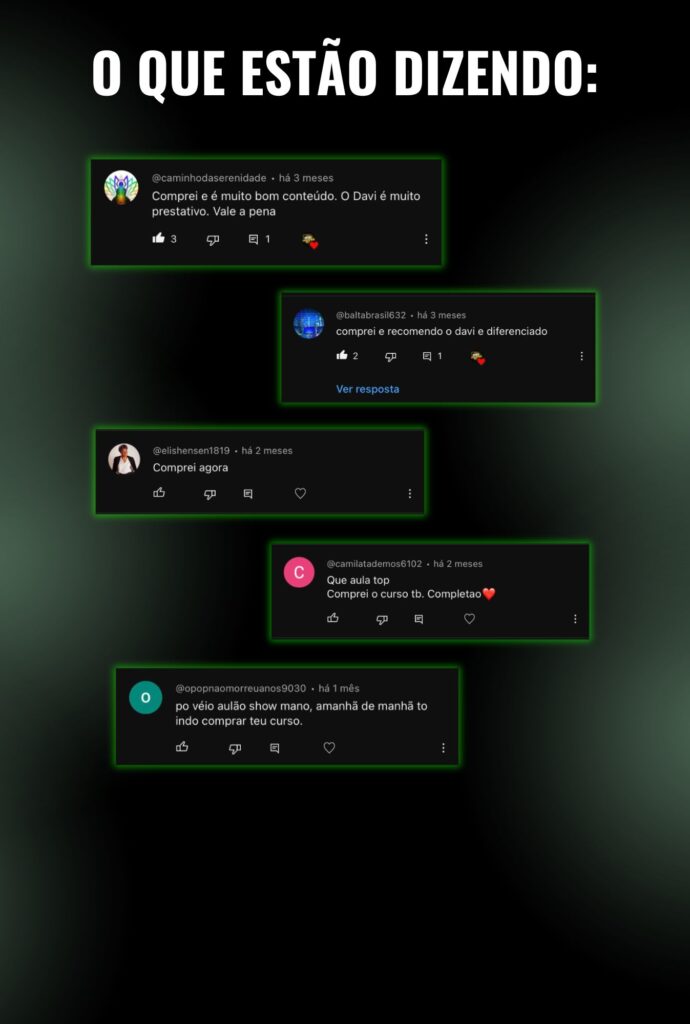 O QUE ESTÃO DIZENDO:
@caminhodaserenidade • há 3 meses
Comprei e é muito bom conteúdo. O Davi é muito
prestativo. Vale a pena
3 1
@baltabrasil632 • há 3 meses
comprei e recomendo o davi e diferenciado
2 1
Ver resposta
@elishensen1819 • há 2 meses
Comprei agora
C
@camilatademos6102 • há 2 meses
Que aula top
Comprei o curso tb. Completao❤️
O
@opopnaomorreuanos9030 • há 1 mês
po véio aulão show mano, amanhã de manhã to
indo comprar teu curso.